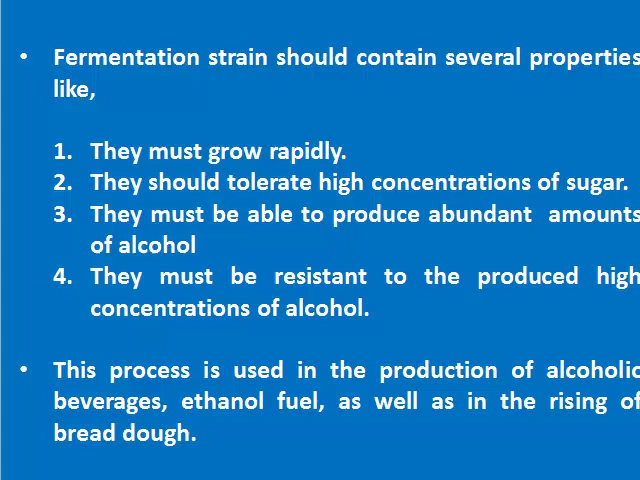 • Fermentation strain should contain several properties
like,
1. They must grow rapidly.
2. They should tolerate high concentrations of sugar.
3. They must be able to produce abundant amounts
of alcohol
4. They must be resistant to the produced high
concentrations of alcohol.
• This process is used in the production of alcoholic
beverages, ethanol fuel, as well as in the rising of
bread dough.